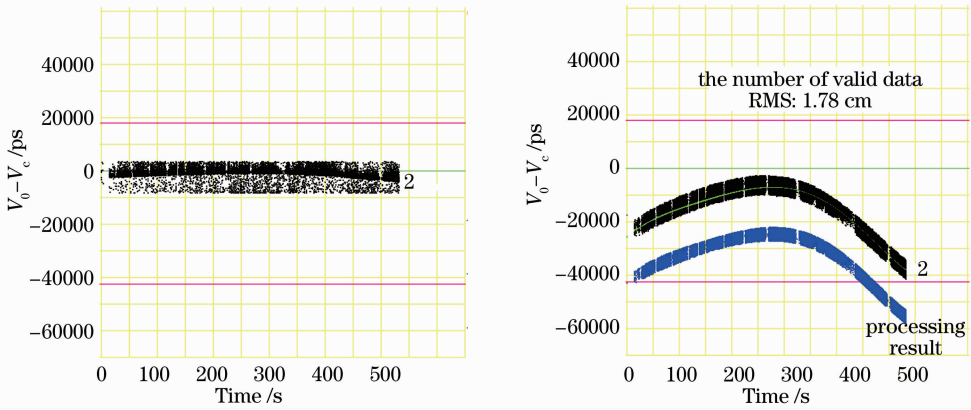 40000
20000
0
−20000
−40000
−60000
V₀−V_c /ps
2
0 100 200 300 400 500
Time /s
the number of valid data
RMS: 1.78 cm
40000
20000
0
−20000
−40000
−60000
V₀−V_c /ps
2
processing
result
0 100 200 300 400 500
Time /s